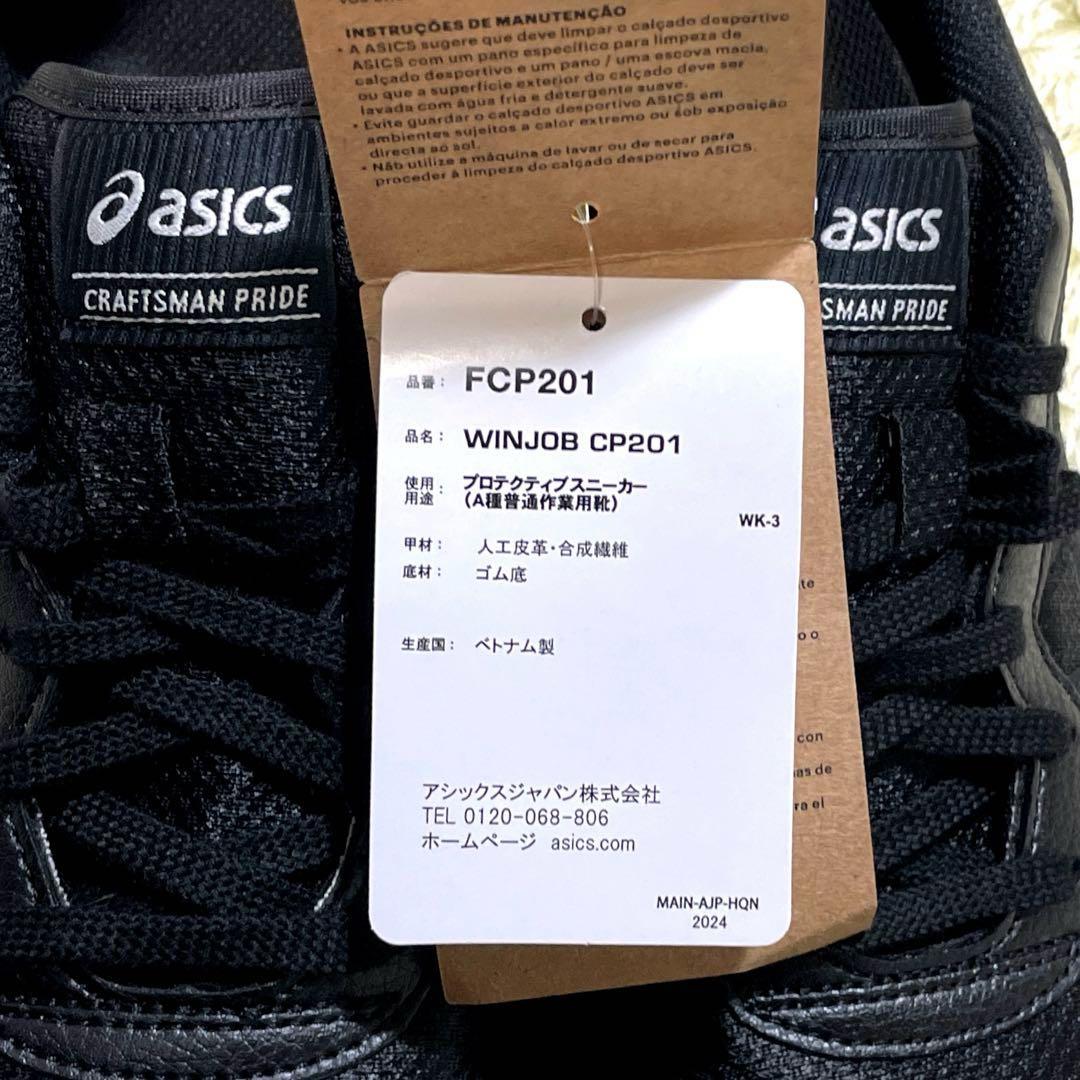 INSTRUÇÕES DE MANUTENÇÃO
• A ASICS sugere que deve limpar o calçado desportivo
ASICS com um pano específico para limpeza de
calçado desportivo e um pano / uma escova macia,
ou que a superfície exterior do calçado deve ser
lavada com água fria e detergente suave.
• Evite guardar o calçado desportivo ASICS em
ambientes sujeitos a calor extremo ou sob exposição
directa ao sol.
• Não utilize a máquina de lavar ou de secar para
proceder à limpeza do calçado desportivo ASICS.
asics
CRAFTSMAN PRIDE
asics
SMAN PRIDE
品番: FCP201
品名: WINJOB CP201
使用用途: プロテクティブスニーカー
(A種普通作業用靴)
WK-3
甲材: 人工皮革・合成繊維
底材: ゴム底
生産国: ベトナム製
アシックスジャパン株式会社
TEL 0120-068-806
ホームページ asics.com
MAIN-AJP-HQN
2024
con
as de
ra el